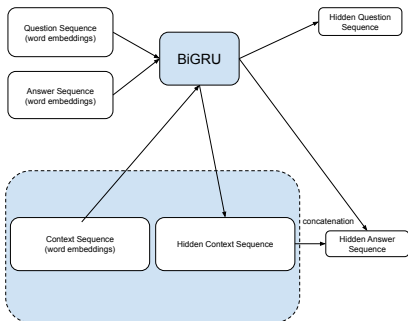 Question Sequence
(word embeddings)
Answer Sequence
(word embeddings)
BiGRU
Hidden Question
Sequence
Context Sequence
(word embeddings)
Hidden Context Sequence
concatenation
Hidden Answer
Sequence